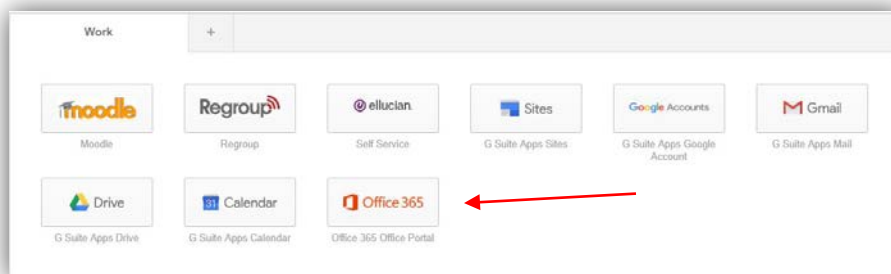 Work +
moodle Regroup ellucian Sites Google Accounts Gmail
Moodle Regroup Self Service G Suite Apps Sites G Suite Apps Google Account G Suite Apps Mail
Drive 31 Calendar Office 365
G Suite Apps Drive G Suite Apps Calendar Office 365 Office Portal